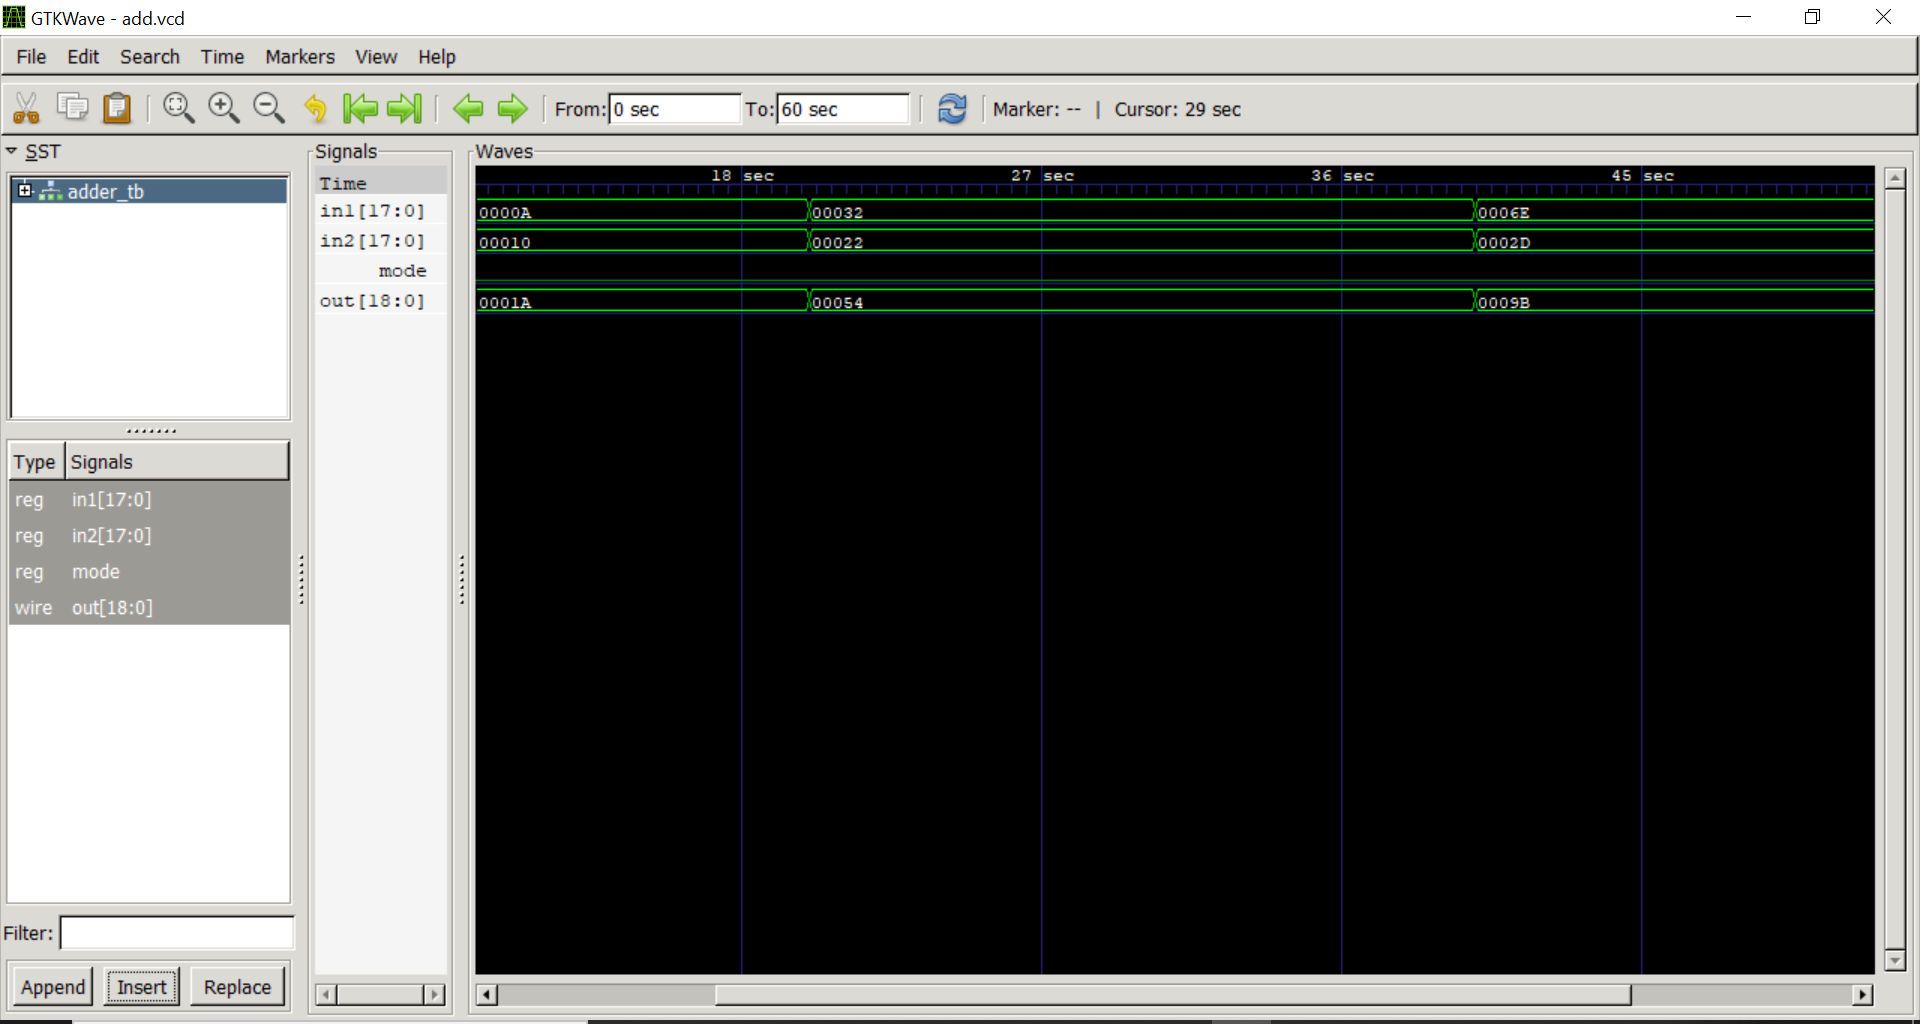 GTKWave - add.vcd
File Edit Search Time Markers View Help
From: 0 sec To: 60 sec Marker: -- | Cursor: 29 sec
SST
adder_tb
Type Signals
reg in1[17:0]
reg in2[17:0]
reg mode
wire out[18:0]
Filter:
Append Insert Replace
Signals
Time
in1[17:0]
in2[17:0]
mode
out[18:0]
Waves
18 sec 27 sec 36 sec 45 sec
0000A 00032 0006E
00010 00022 0002D
0001A 00054 0009B